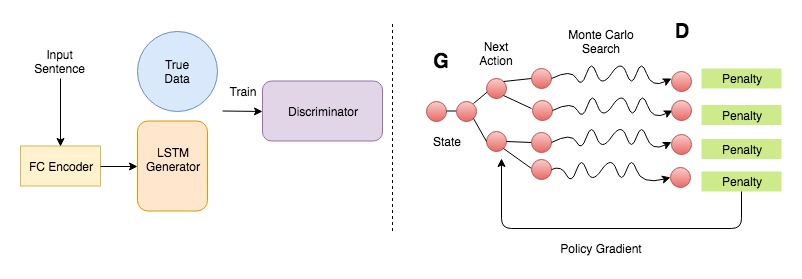 Input
Sentence
FC Encoder
True
Data
LSTM
Generator
Train
Discriminator
G
State
Next
Action
Monte Carlo
Search
D
Penalty
Penalty
Penalty
Penalty
Policy Gradient